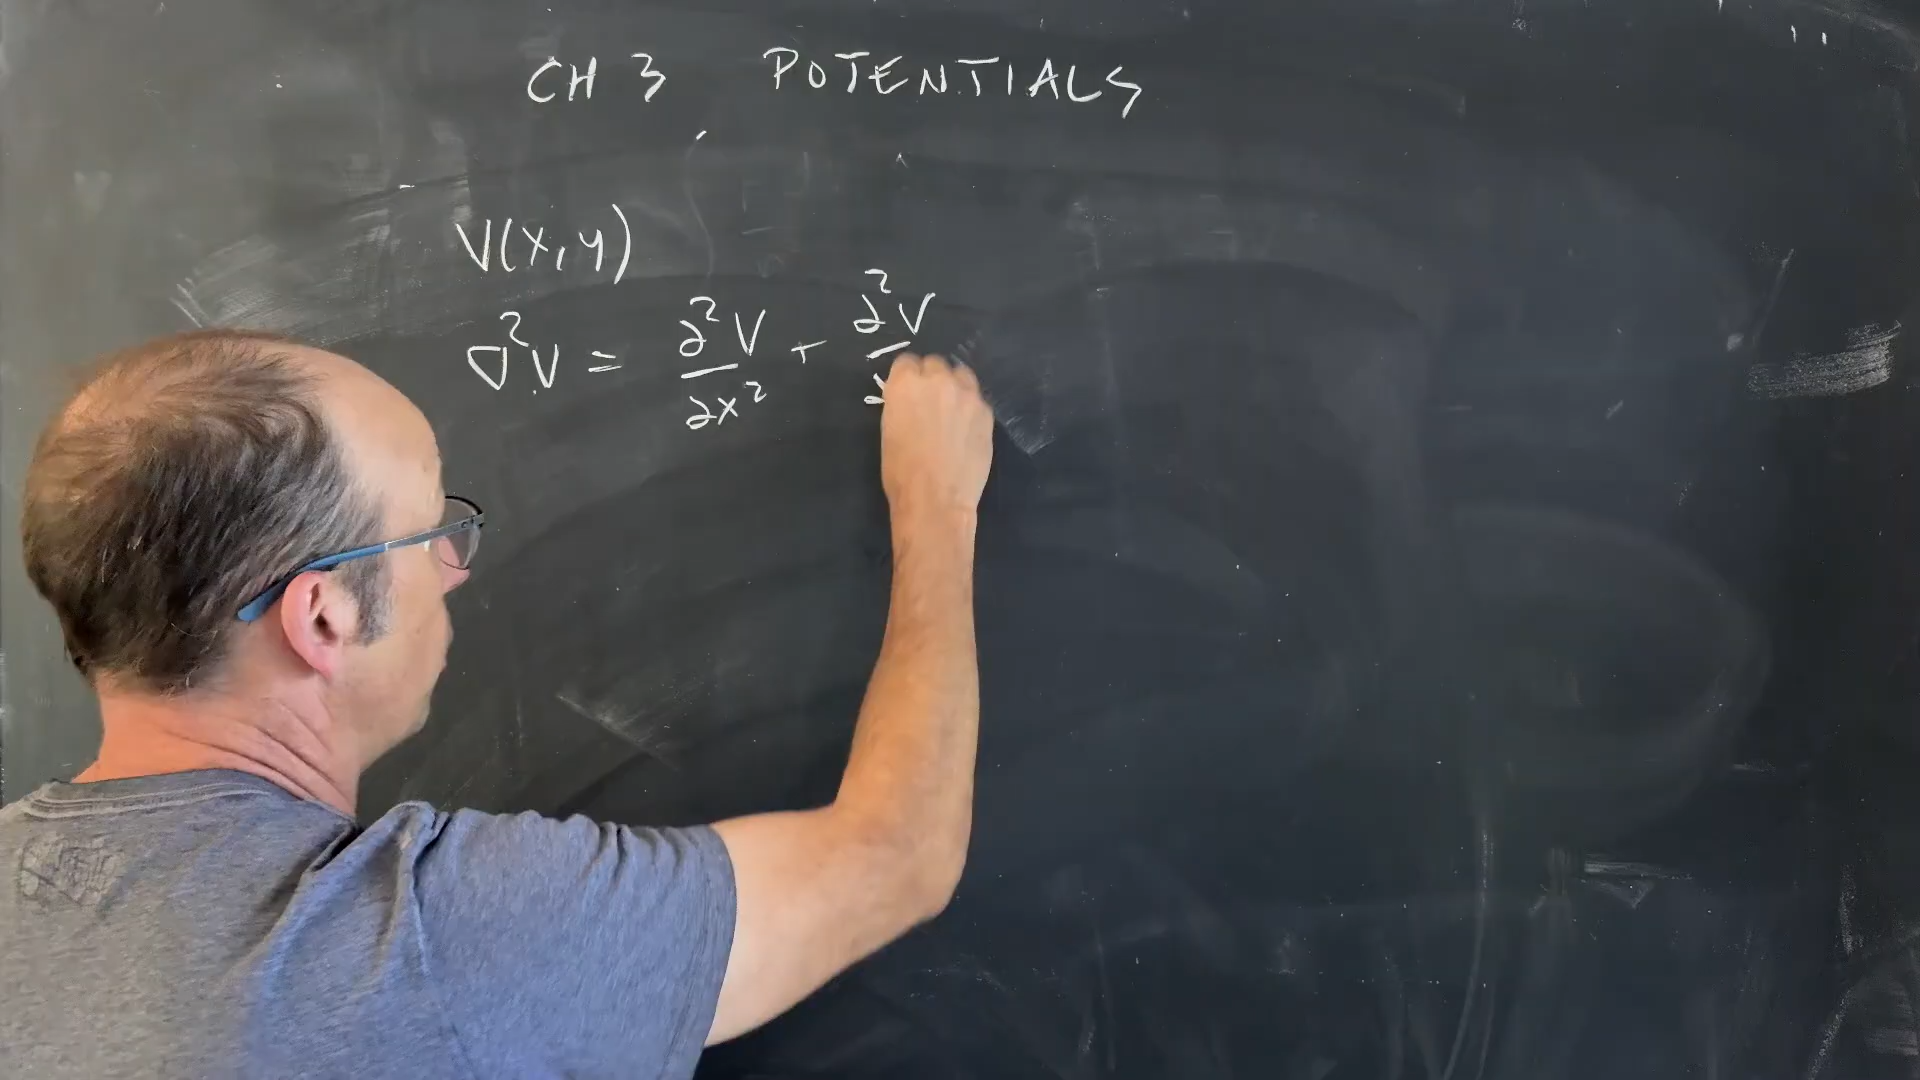 CH 3 POTENTIALS
V(x,y)
∇²V = ∂²V/∂x² + ∂²V/∂